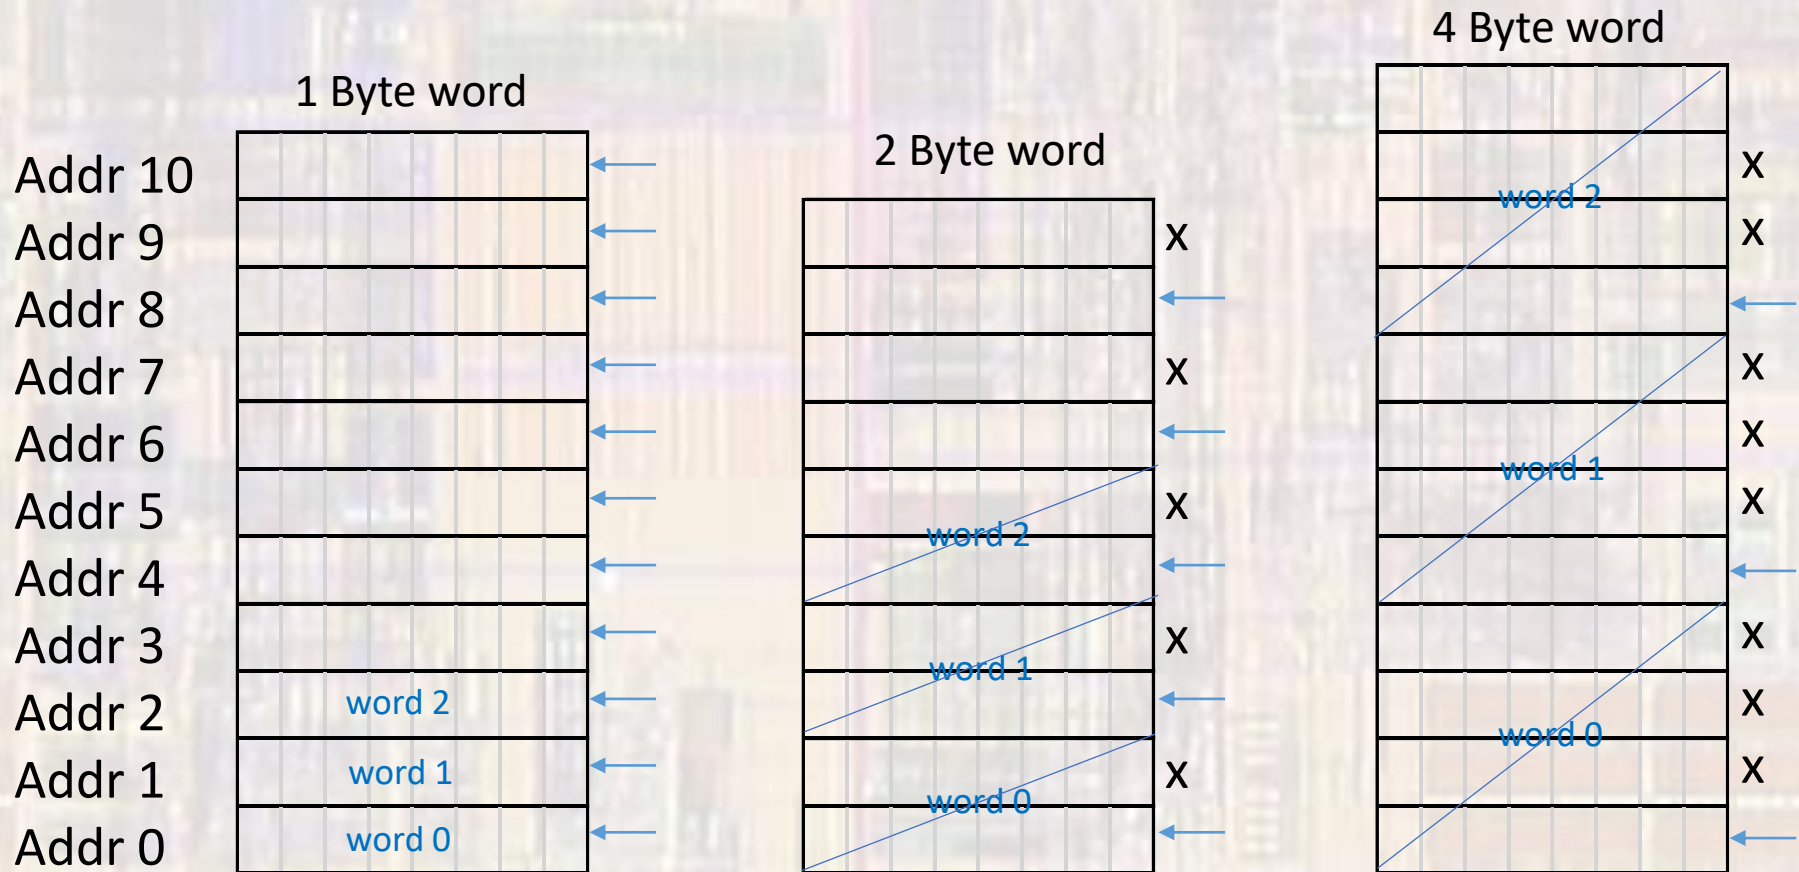 4 Byte word
1 Byte word
2 Byte word
Addr 10
x
word 2
Addr 9
x
x
Addr 8
Addr 7
x
x
Addr 6
x
word 1
Addr 5
x
x
word 2
Addr 4
Addr 3
x
x
word 1
Addr 2
word 2
x
word 0
Addr 1
word 1
x
x
word 0
Addr 0
word 0